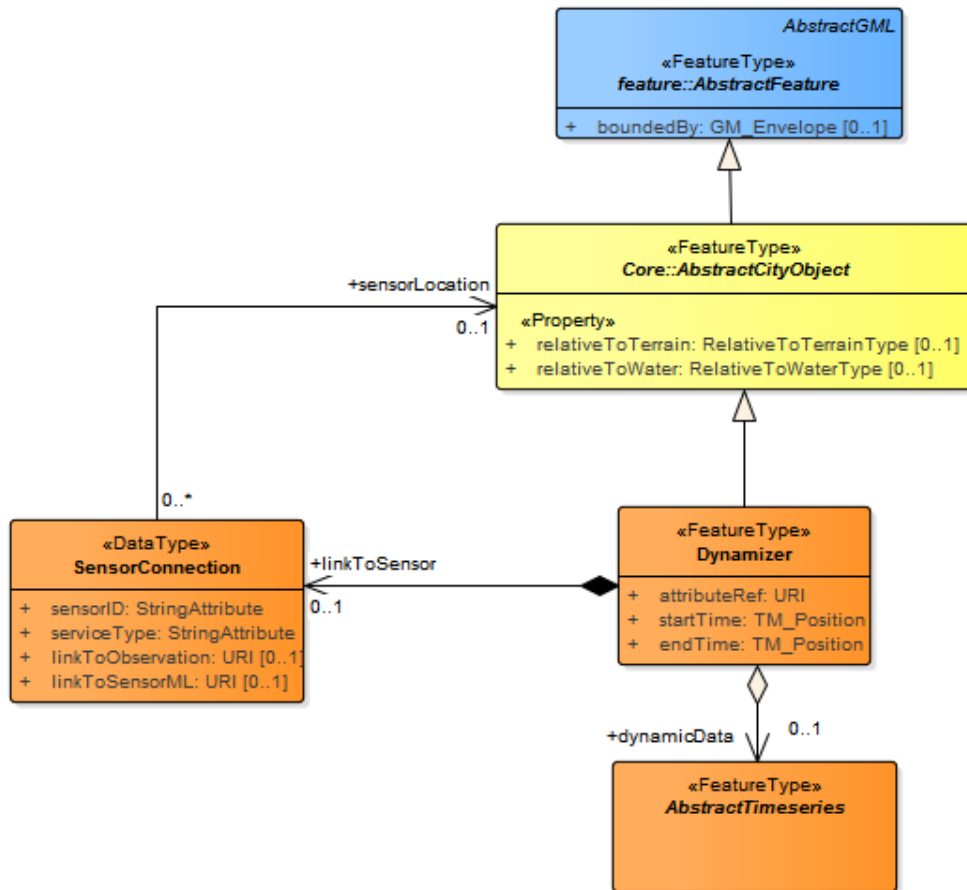 AbstractGML
«FeatureType»
feature::AbstractFeature
+ boundedBy: GM_Envelope [0..1]
«FeatureType»
Core::AbstractCityObject
«Property»
+ relativeToTerrain: RelativeToTerrainType [0..1]
+ relativeToWater: RelativeToWaterType [0..1]
+sensorLocation
0..1
0..*
«DataType»
SensorConnection
+ sensorID: StringAttribute
+ serviceType: StringAttribute
+ linkToObservation: URI [0..1]
+ linkToSensorML: URI [0..1]
+linkToSensor
0..1
«FeatureType»
Dynamizer
+ attributeRef: URI
+ startTime: TM_Position
+ endTime: TM_Position
+dynamicData
0..1
«FeatureType»
AbstractTimeseries